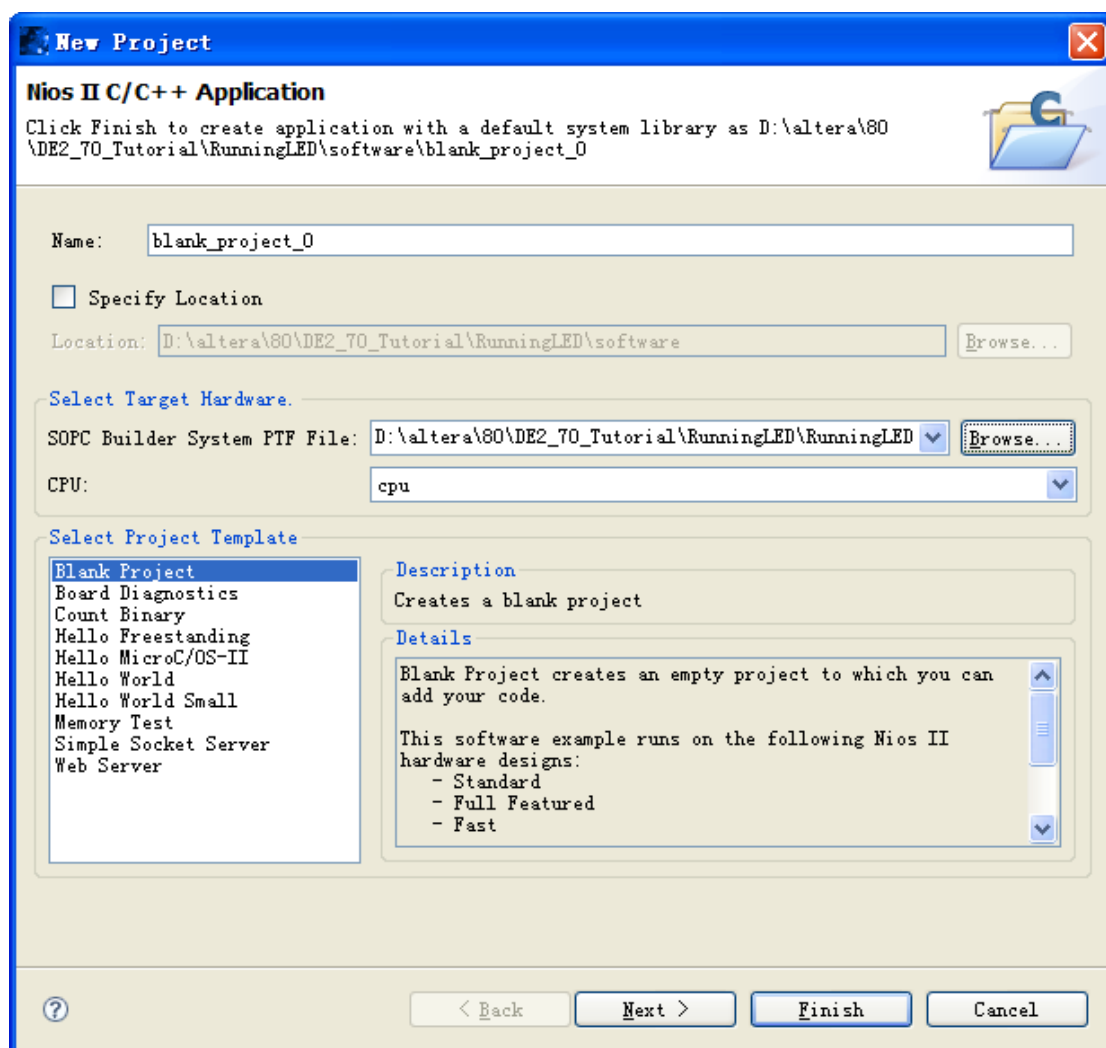 New Project
Nios II C/C++ Application
Click Finish to create application with a default system library as D:\altera\80
\DE2_70_Tutorial\RunningLED\software\blank_project_0
Name: blank_project_0
Specify Location
Location: D:\altera\80\DE2_70_Tutorial\RunningLED\software Browse...
Select Target Hardware.
SOPC Builder System PTF File: D:\altera\80\DE2_70_Tutorial\RunningLED\RunningLED Browse...
CPU: cpu
Select Project Template
Blank Project
Board Diagnostics
Count Binary
Hello Freestanding
Hello MicroC/OS-II
Hello World
Hello World Small
Memory Test
Simple Socket Server
Web Server
Description
Creates a blank project
Details
Blank Project creates an empty project to which you can
add your code.
This software example runs on the following Nios II
hardware designs:
- Standard
- Full Featured
- Fast
? < Back Next > Finish Cancel